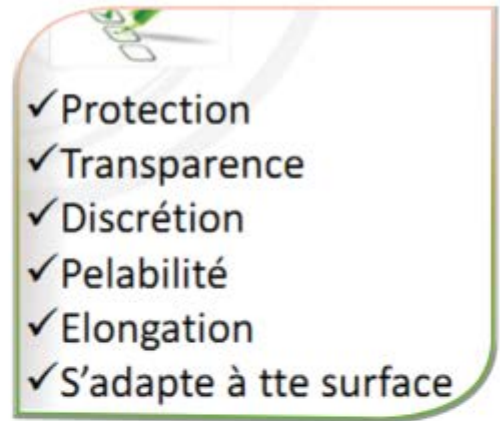 ✓Protection
✓Transparence
✓Discrétion
✓Pelabilité
✓Elongation
✓S'adapte à tte surface